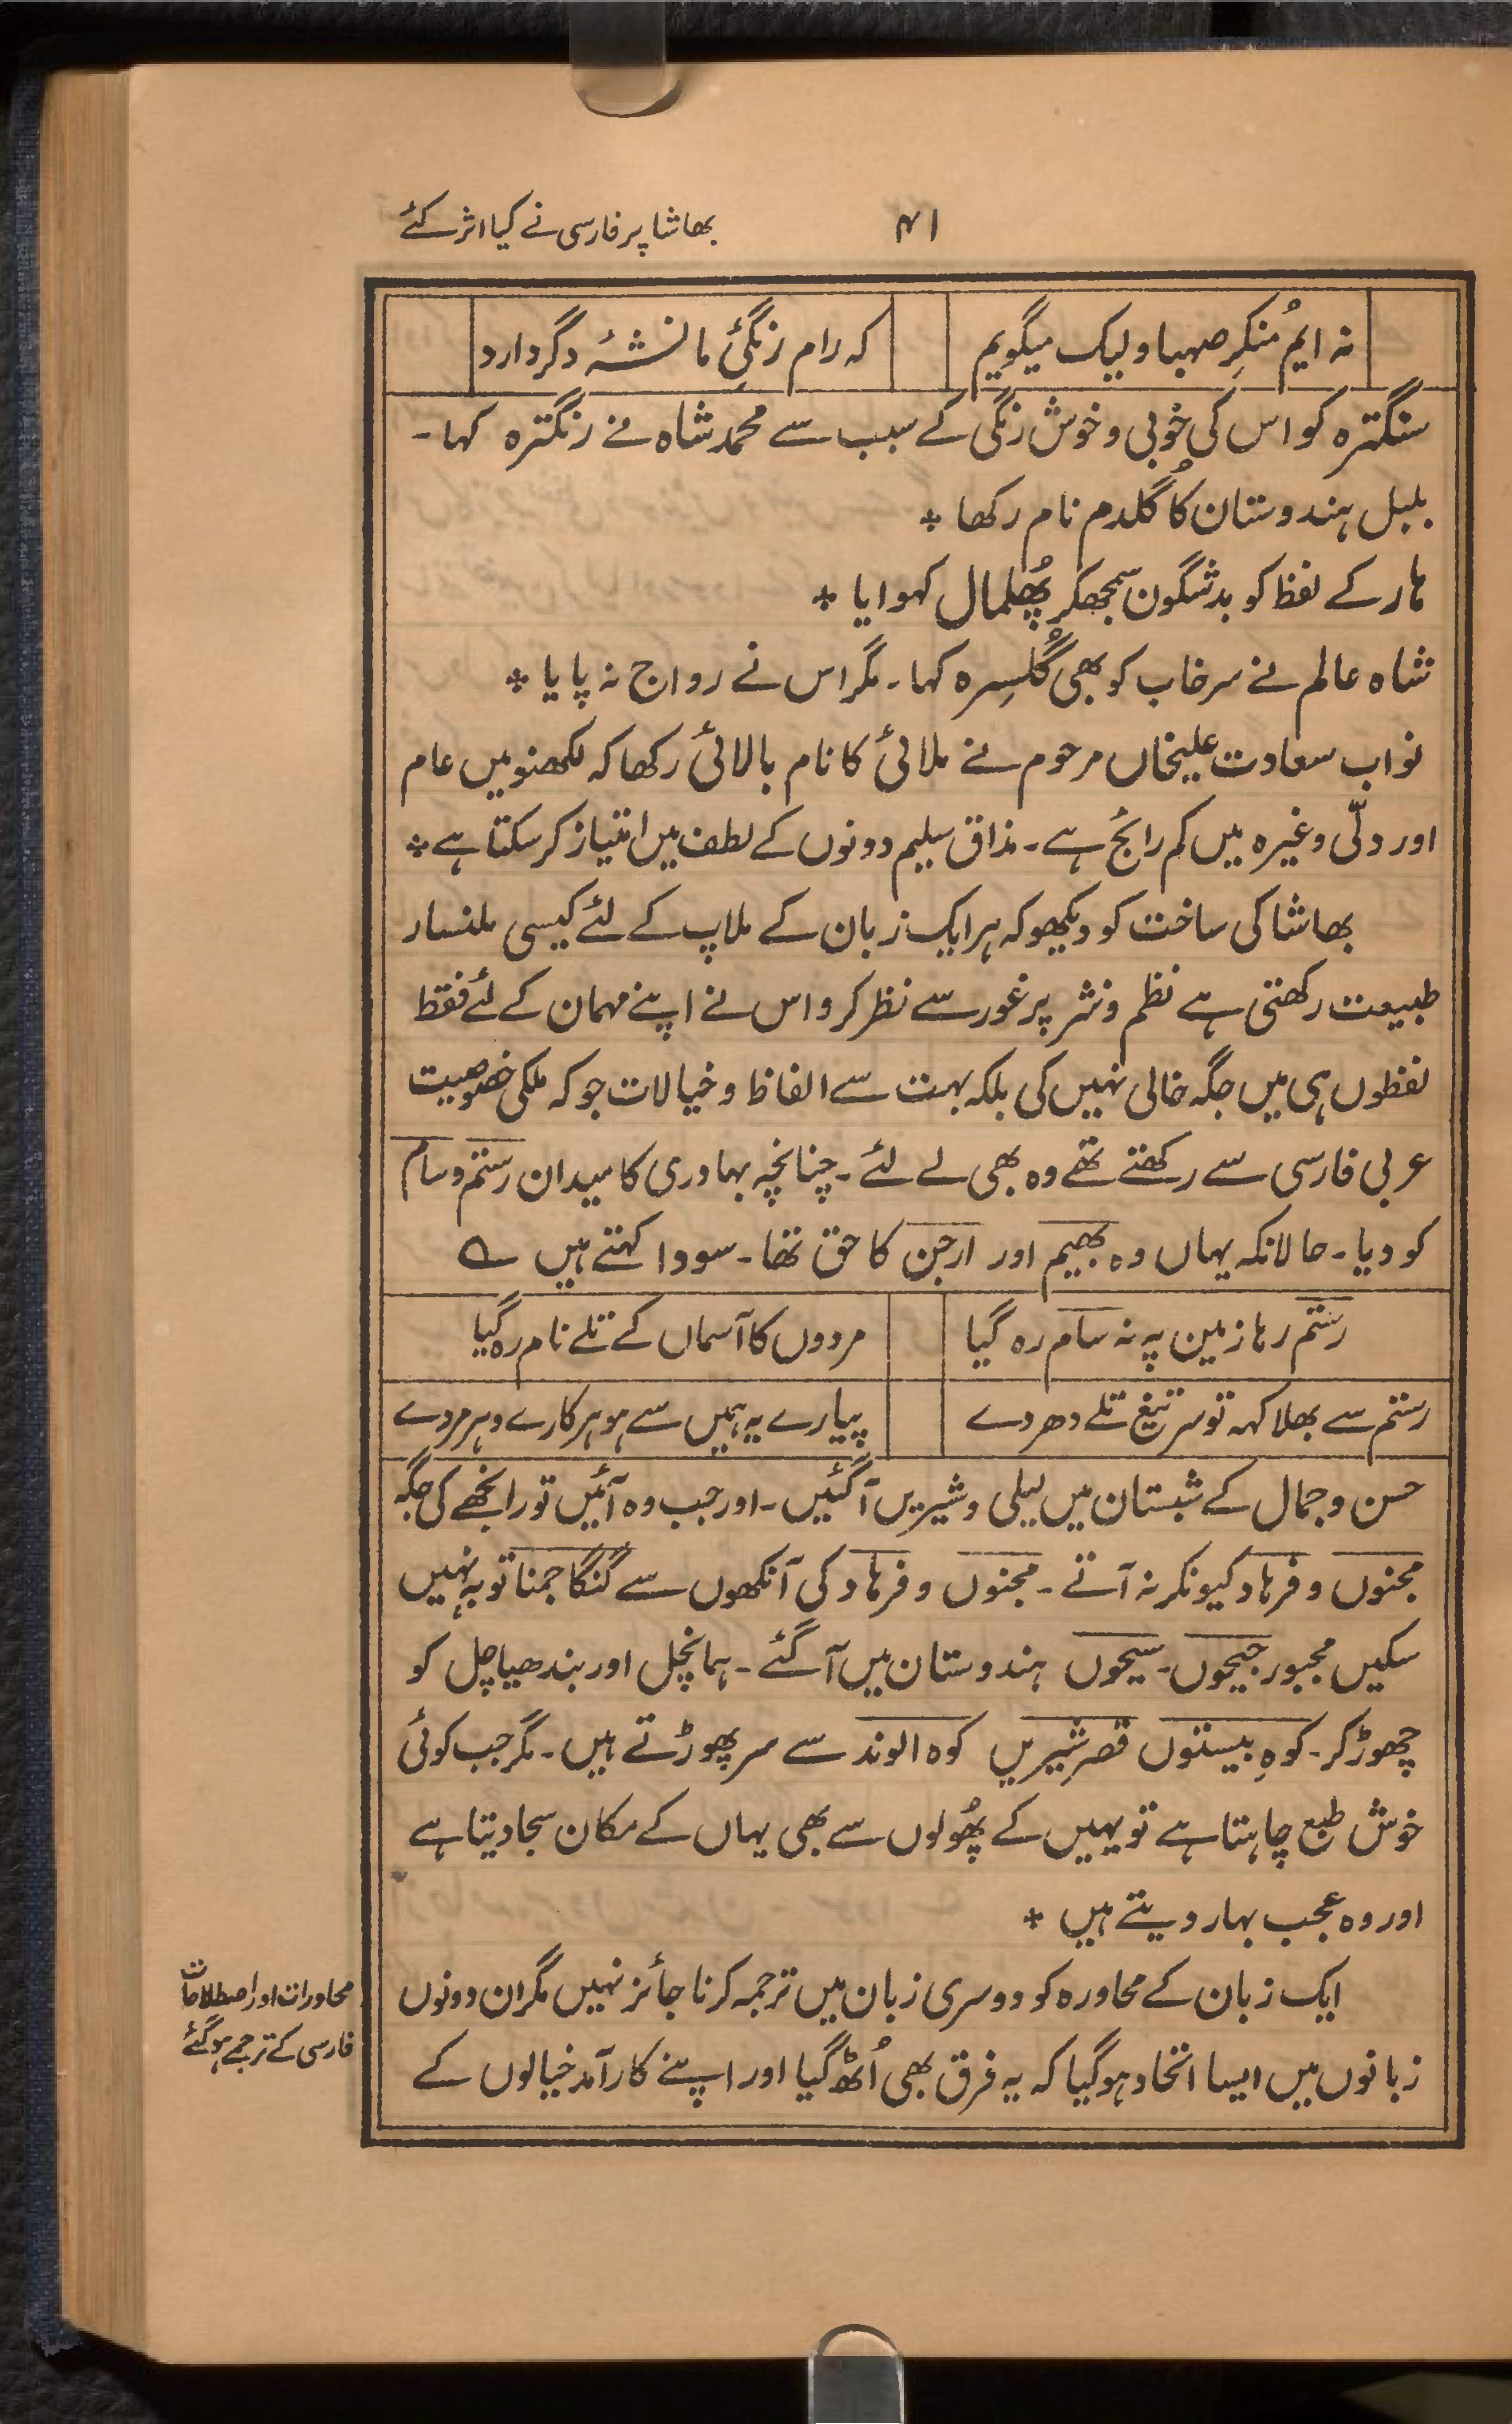 ۴۱
بھاشا پر فارسی نے کیا اثر کئے
نہ ایم مُنکِر صہبا و لیک میگویم
کہ رام رنگیِٔ ما نشۂ دگر دارد
سنگترہ کو اس کی خُوبی و خوش رنگی کے سبب سے محمد شاہ نے رنگترہ کہا۔
بلبل ہندوستان کا گُلدم نام رکھا *
ہار کے لفظ کو بدشگون سمجھکر پُھلمال کہوایا *
شاہ عالم نے سرخاب کو بھی گُلسِرہ کہا۔ مگر اس نے رواج نہ پایا *
نواب سعادت علیخاں مرحوم نے ملائی کا نام بالائی رکھا کہ لکھنو میں عام
اور دلّی وغیرہ میں کم رائج ہے۔ مذاق سلیم دونوں کے لطف میں امتیاز کر سکتا ہے *
بھاشا کی ساخت کو دیکھو کہ ہر ایک زبان کے ملاپ کے لئے کیسی ملنسار
طبیعت رکھتی ہے نظم و نثر پر غور سے نظر کرو اس نے اپنے مہمان کے لئے فقط
لفظوں ہی میں جگہ خالی نہیں کی بلکہ بہت سے الفاظ و خیالات جو کہ ملکی خصوصیت
عربی فارسی سے رکھتے تھے وہ بھی لے لئے۔ چنانچہ بہادری کا میدان رستم و سام
کو دیا۔ حالانکہ یہاں وہ بھیم اور ارجن کا حق تھا۔ سودا کہتے ہیں ؎
رستم رہا زمین پہ نہ سام رہ گیا
مردوں کا آسماں کے تلے نام رہ گیا
رستم سے بھلا کہہ تو سر تیغ تلے دھر دے
پیارے یہ ہمیں سے ہو ہر کارے و ہر مردے
حسن و جمال کے شبستان میں لیلی و شیریں آگئیں۔ اور جب وہ آئیں تو رانجھے کی جگہ
مجنوں و فرہاد کیونکر نہ آتے۔ مجنوں و فرہاد کی آنکھوں سے گنگا جمنا تو بہ نہیں
سکیں مجبور جیحوں۔ سیحوں ہندوستان میں آگئے۔ ہمانچل اور بندھیاچل کو
چھوڑ کر۔ کوہِ بیستوں قصرِ شیریں کوہ الوند سے سر پھوڑتے ہیں۔ مگر جب کوئی
خوش طبع چاہتا ہے تو یہیں کے پُھولوں سے بھی یہاں کے مکان سجا دیتا ہے
اور وہ عجب بہار دیتے ہیں *
ایک زبان کے محاورہ کو دوسری زبان میں ترجمہ کرنا جائز نہیں مگر ان دونوں
زبانوں میں ایسا اتحاد ہوگیا کہ یہ فرق بھی اُٹھ گیا اور اپنے کارآمد خیالوں کے
محاورات اور اصطلاحات
فارسی کے ترجمے ہو گئے